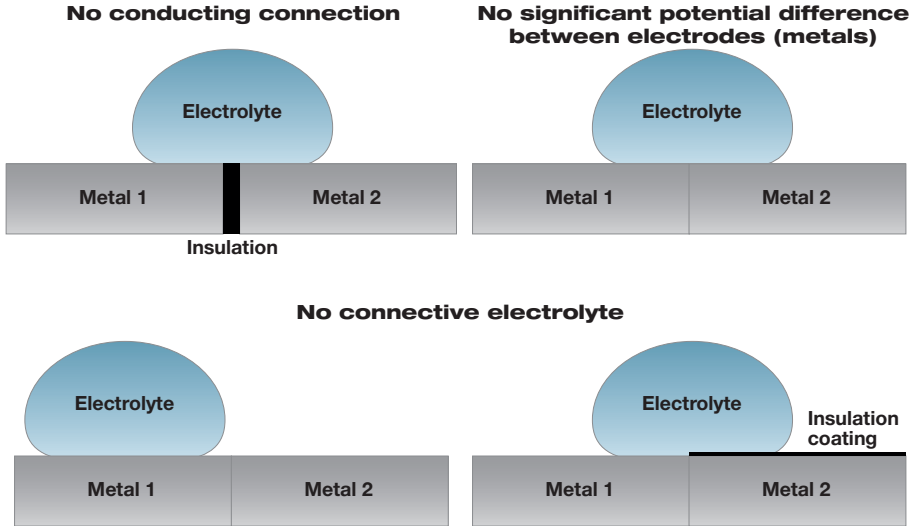 No conducting connection
No significant potential difference
between electrodes (metals)
Electrolyte
Electrolyte
Metal 1
Metal 2
Metal 1
Metal 2
Insulation
No connective electrolyte
Electrolyte
Electrolyte
Insulation
coating
Metal 1
Metal 2
Metal 1
Metal 2